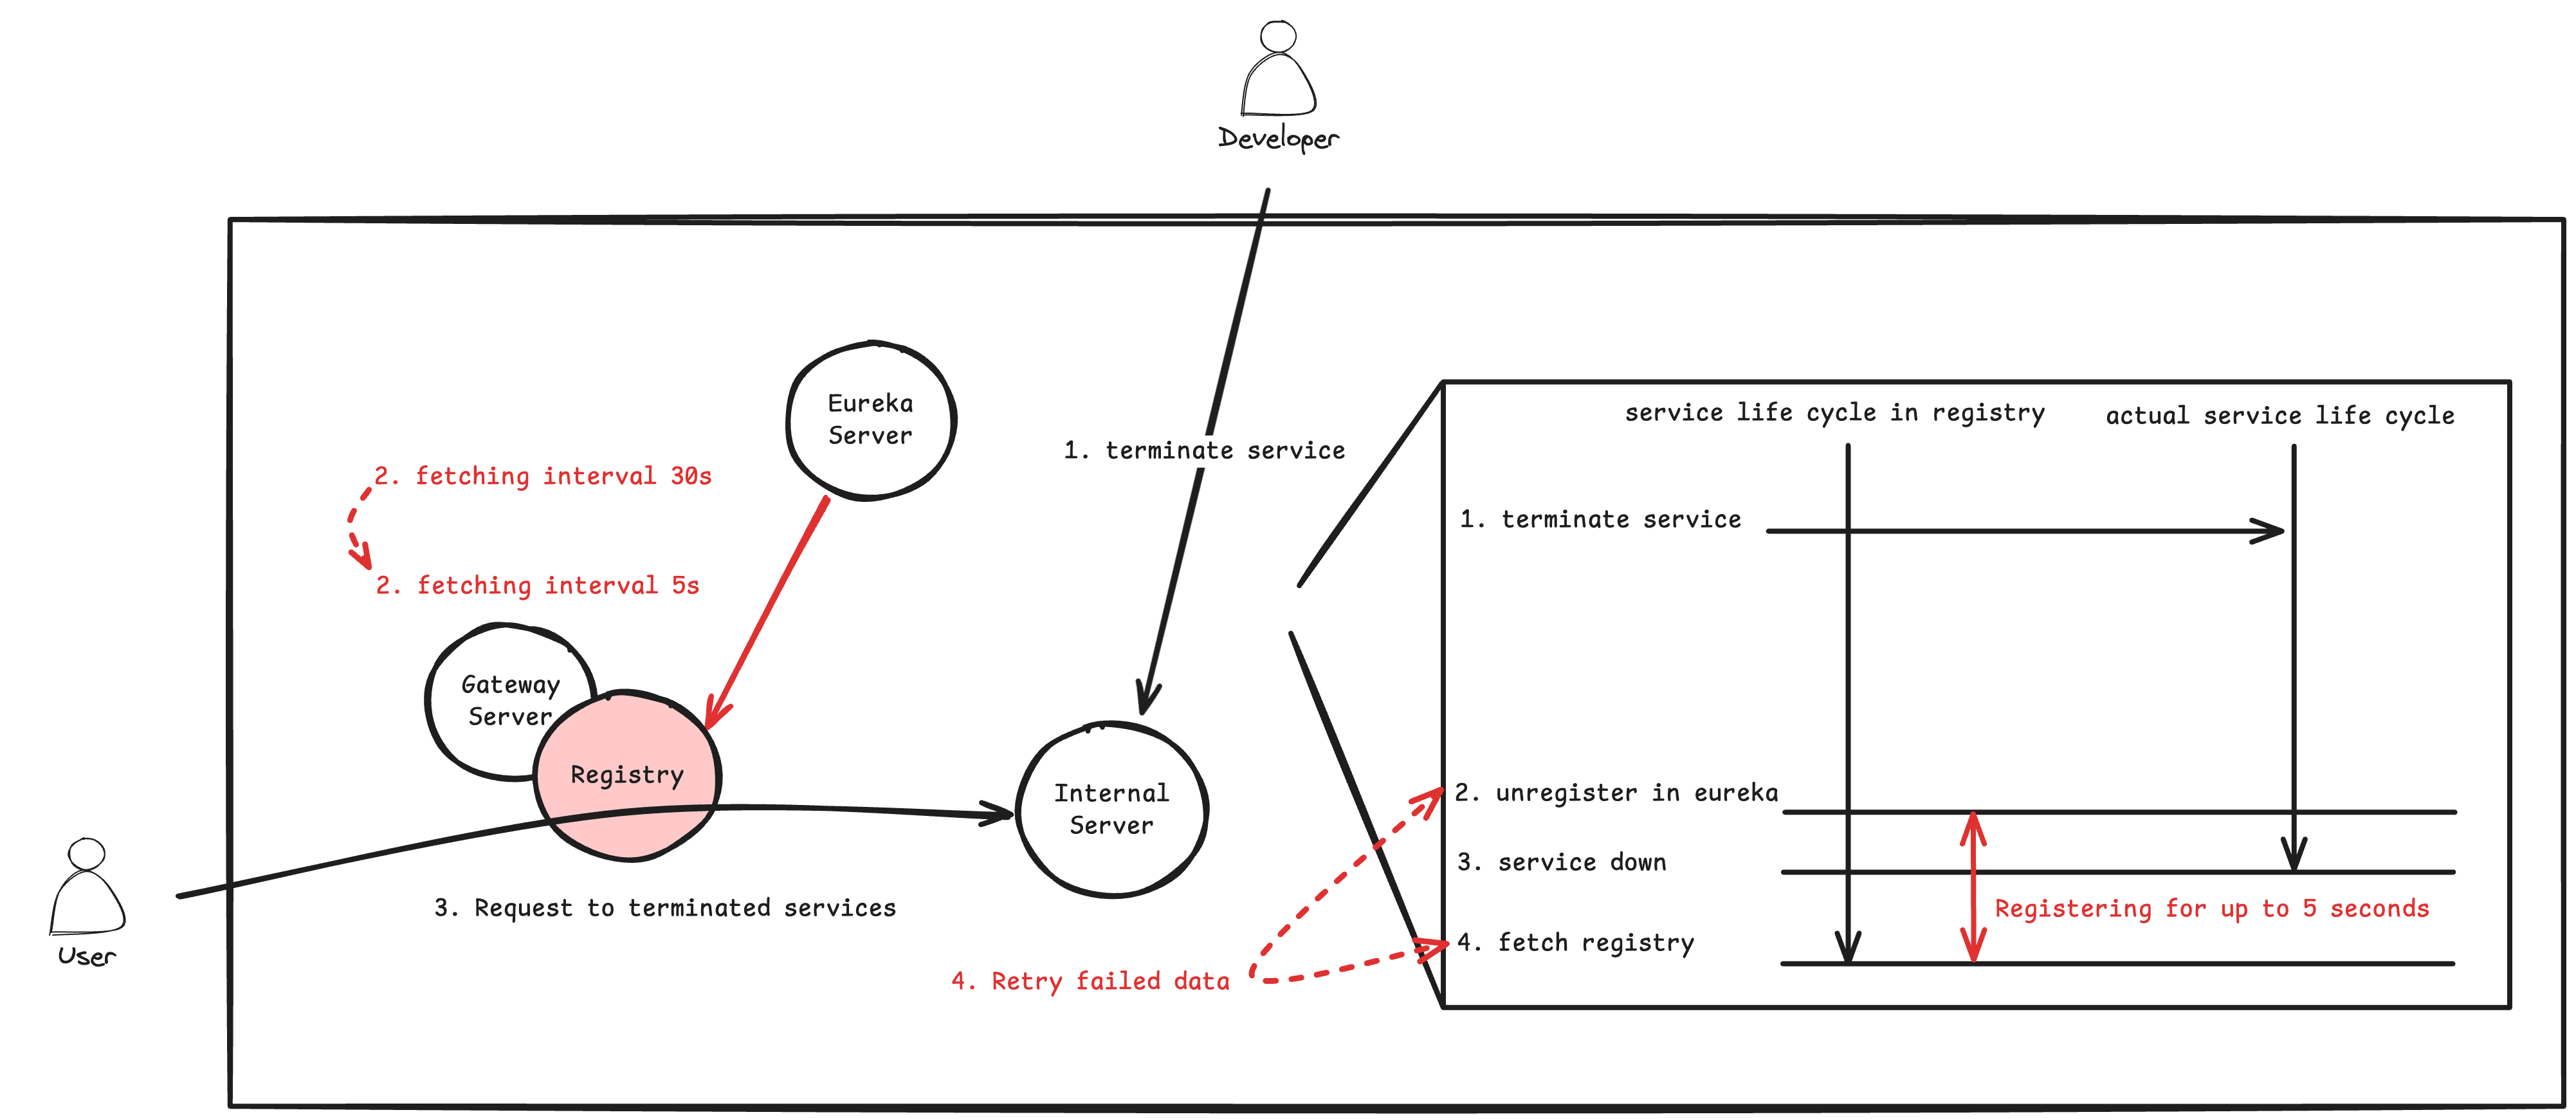 Developer
Eureka
Server
1. terminate service
2. fetching interval 30s
2. fetching interval 5s
Gateway
Server
Registry
Internal
Server
3. Request to terminated services
User
4. Retry failed data
service life cycle in registry
actual service life cycle
1. terminate service
2. unregister in eureka
3. service down
Registering for up to 5 seconds
4. fetch registry